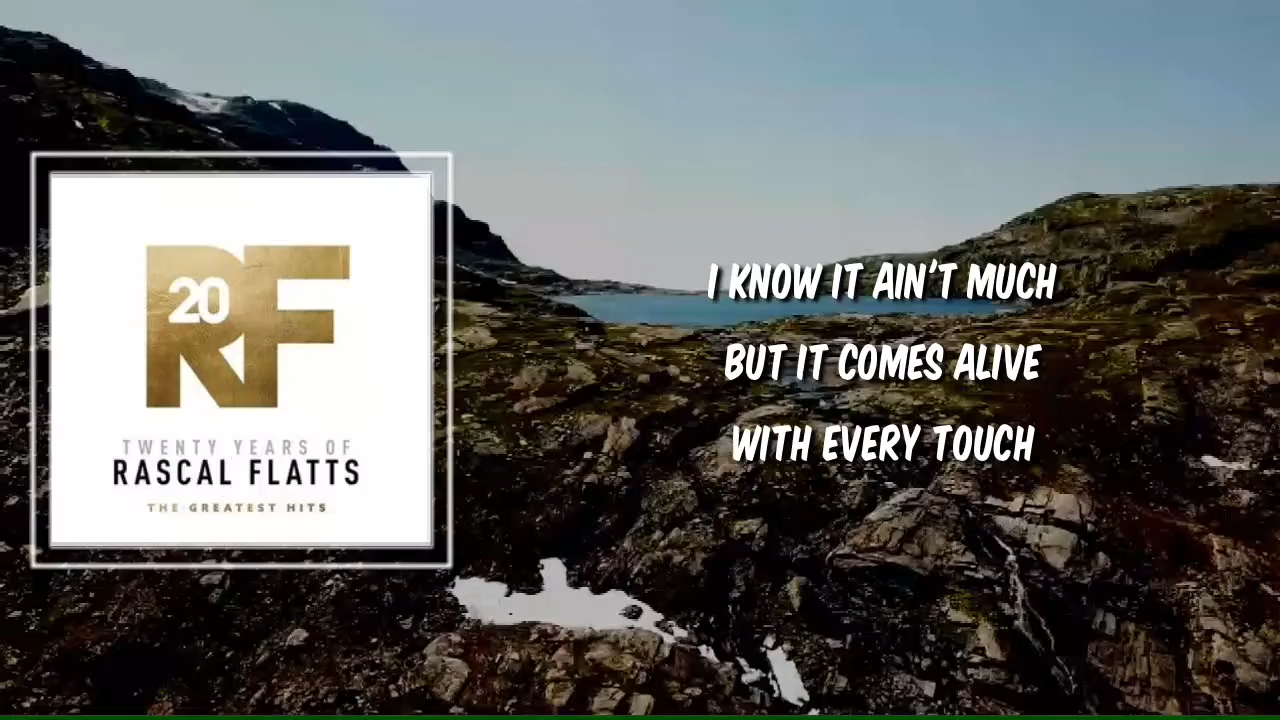 RF
20
TWENTY YEARS OF
RASCAL FLATTS
THE GREATEST HITS
I KNOW IT AIN'T MUCH
BUT IT COMES ALIVE
WITH EVERY TOUCH